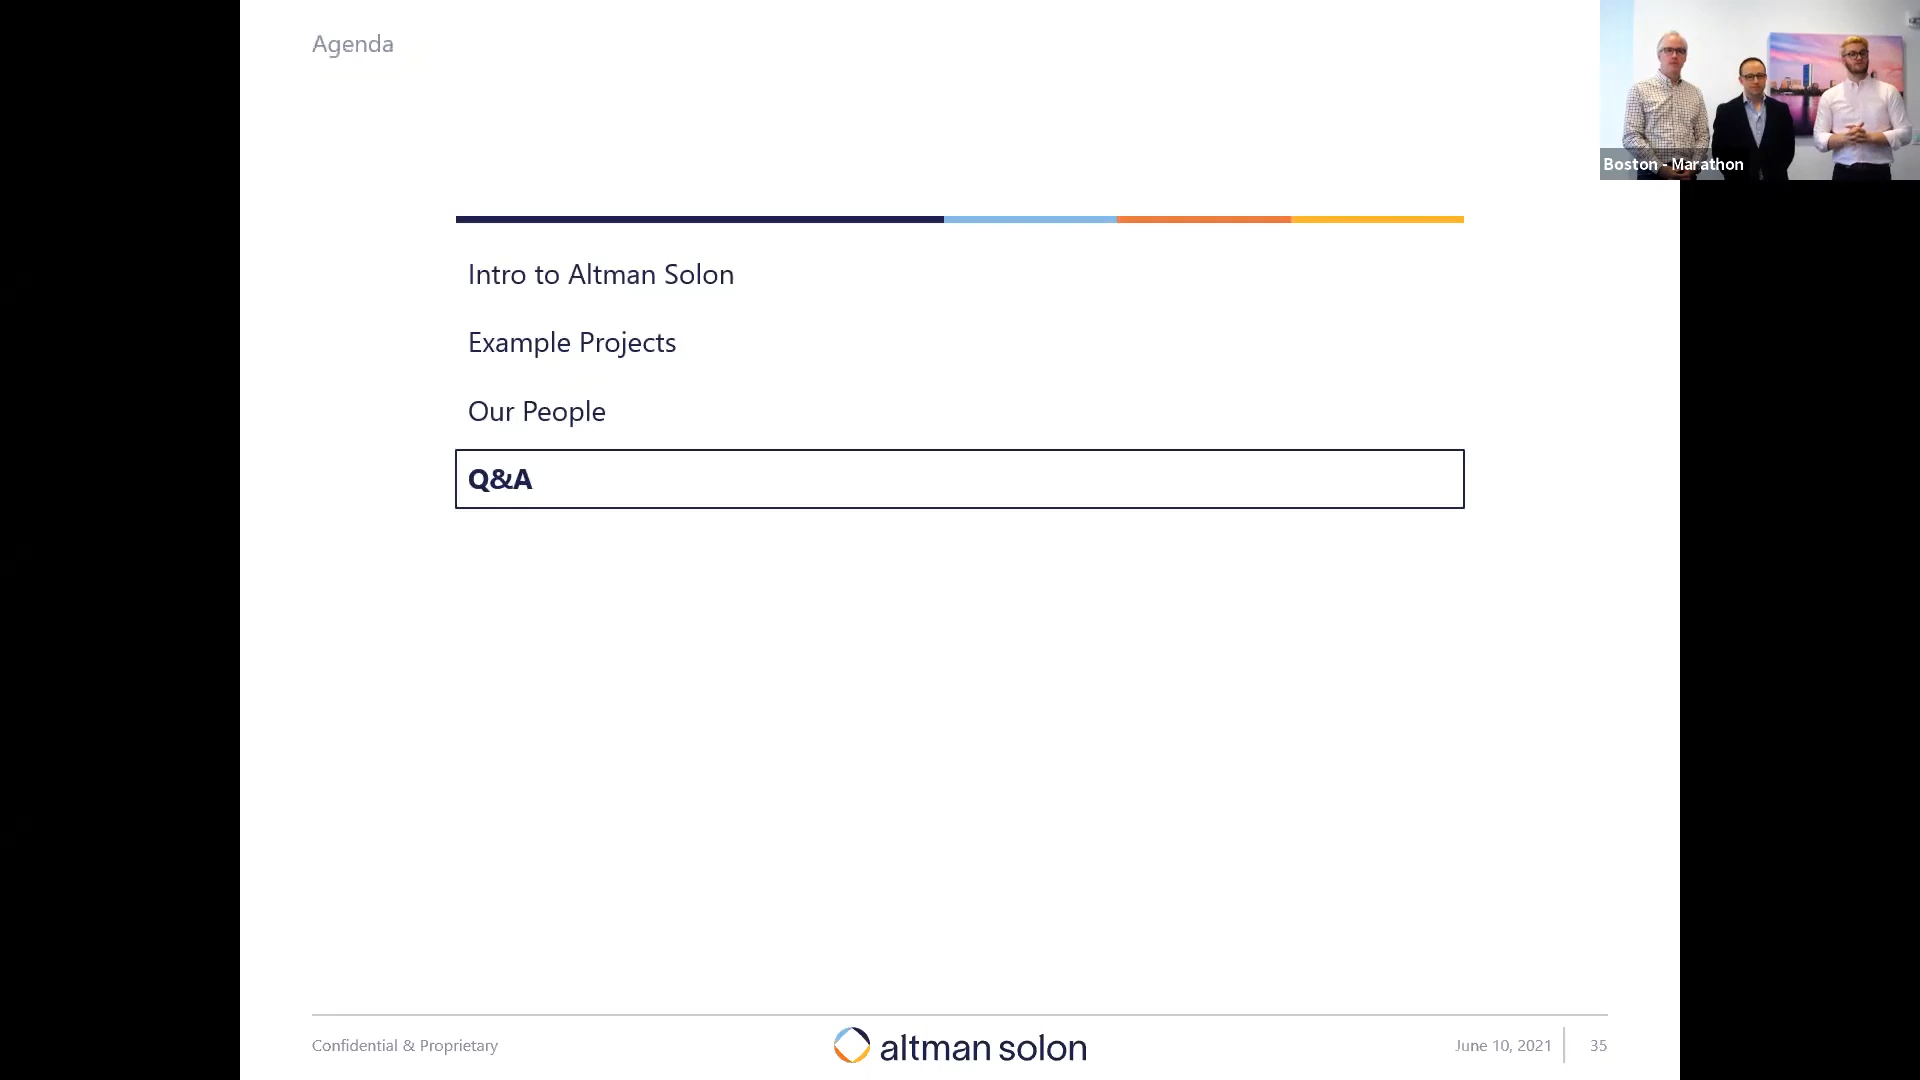 Agenda
Boston - Marathon
Intro to Altman Solon
Example Projects
Our People
Q&A
Confidential & Proprietary
altman solon
June 10, 2021
35